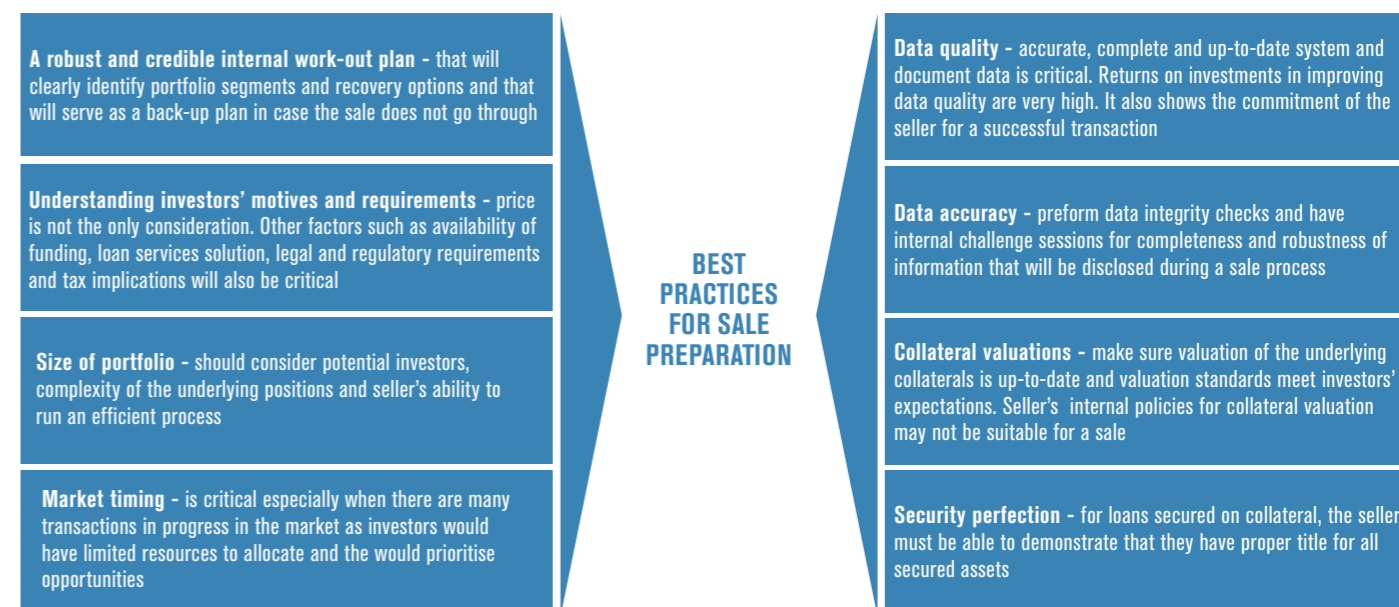 A robust and credible internal work-out plan - that will
clearly identify portfolio segments and recovery options and that
will serve as a back-up plan in case the sale does not go through
Understanding investors’ motives and requirements - price
is not the only consideration. Other factors such as availability of
funding, loan services solution, legal and regulatory requirements
and tax implications will also be critical
Size of portfolio - should consider potential investors,
complexity of the underlying positions and seller’s ability to
run an efficient process
Market timing - is critical especially when there are many
transactions in progress in the market as investors would
have limited resources to allocate and the would prioritise
opportunities
BEST
PRACTICES
FOR SALE
PREPARATION
Data quality - accurate, complete and up-to-date system and
document data is critical. Returns on investments in improving
data quality are very high. It also shows the commitment of the
seller for a successful transaction
Data accuracy - preform data integrity checks and have
internal challenge sessions for completeness and robustness of
information that will be disclosed during a sale process
Collateral valuations - make sure valuation of the underlying
collaterals is up-to-date and valuation standards meet investors’
expectations. Seller’s internal policies for collateral valuation
may not be suitable for a sale
Security perfection - for loans secured on collateral, the seller
must be able to demonstrate that they have proper title for all
secured assets